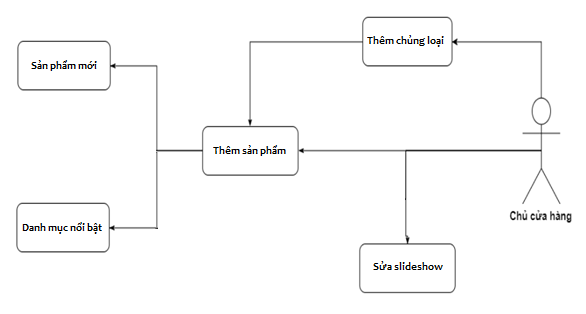 Thêm chủng loại
Sản phẩm mới
Thêm sản phẩm
Chủ cửa hàng
Danh mục nổi bật
Sửa slideshow